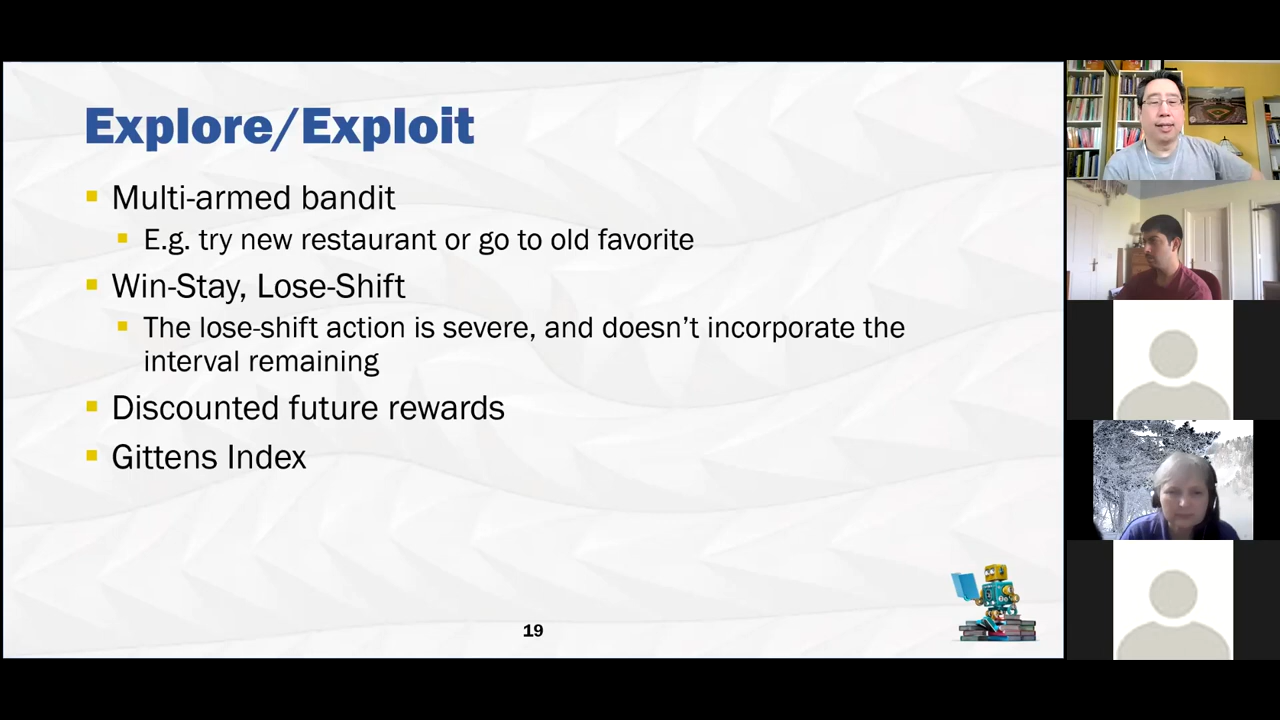 Explore/Exploit
Multi-armed bandit
E.g. try new restaurant or go to old favorite
Win-Stay, Lose-Shift
The lose-shift action is severe, and doesn’t incorporate the
interval remaining
Discounted future rewards
Gittens Index
19